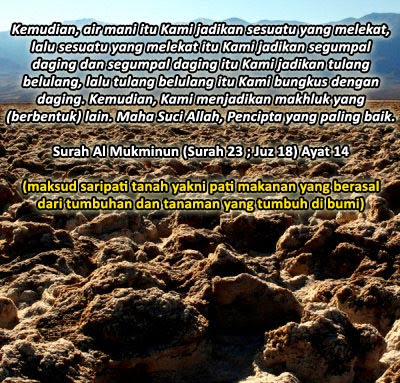 Kemudian, air mani itu Kami jadikan sesuatu yang melekat,
lalu sesuatu yang melekat itu Kami jadikan segumpal
daging dan segumpal daging itu Kami jadikan tulang
belulang, lalu tulang belulang itu Kami bungkus dengan
daging. Kemudian, Kami menjadikan makhluk yang
(berbentuk) lain. Maha Suci Allah, Pencipta yang paling baik.
Surah Al Mukminun (Surah 23 ; Juz 18) Ayat 14
(maksud saripati tanah yakni pati makanan yang berasal
dari tumbuhan dan tanaman yang tumbuh di bumi)